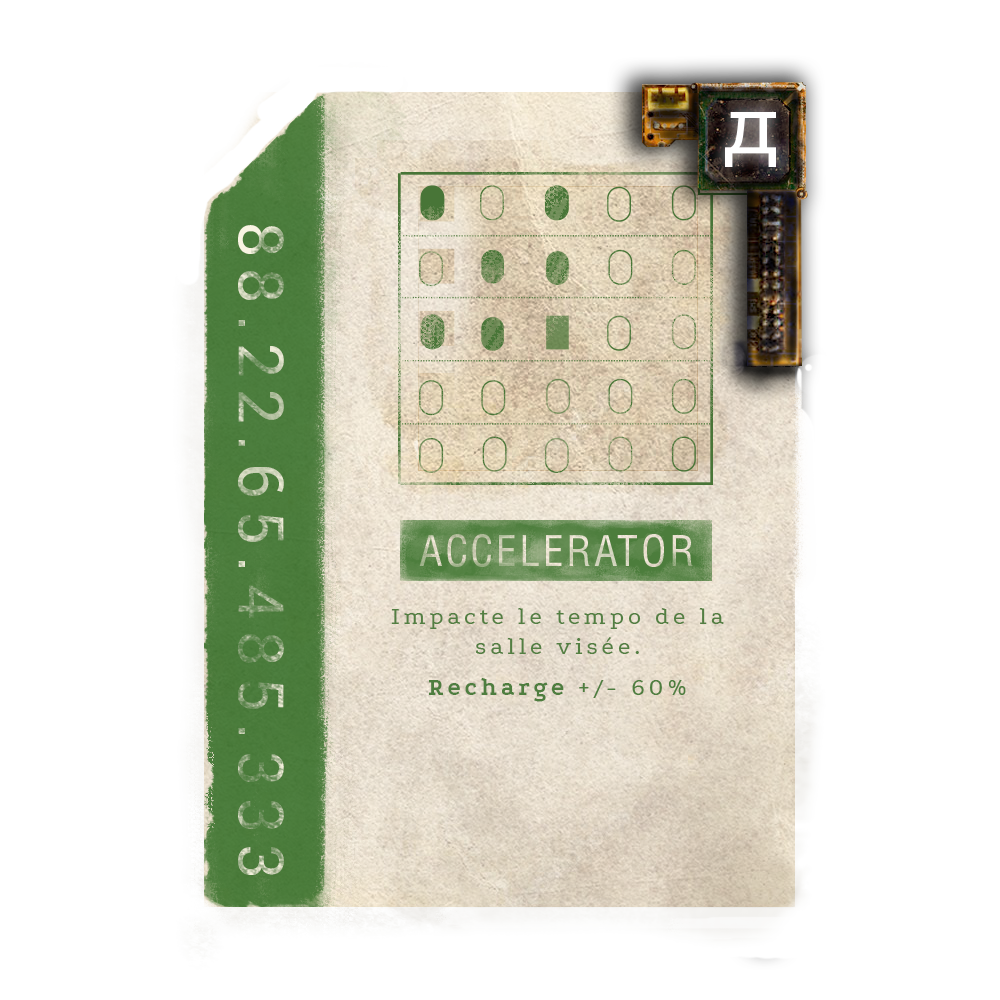 Д
88.22.65.485.333
ACCELERATOR
Impacte le tempo de la
salle visée.
Recharge +/- 60%